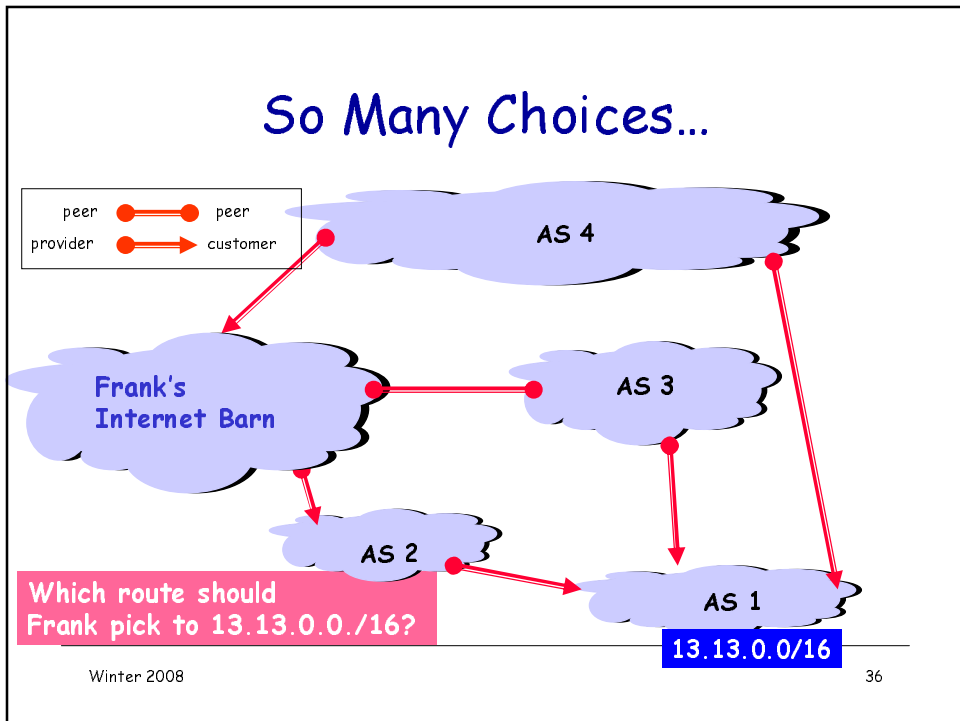 So Many Choices...
peer peer
provider customer
AS 4
Frank's
Internet Barn
AS 3
AS 2
AS 1
Which route should
Frank pick to 13.13.0.0./16?
13.13.0.0/16
Winter 2008
36